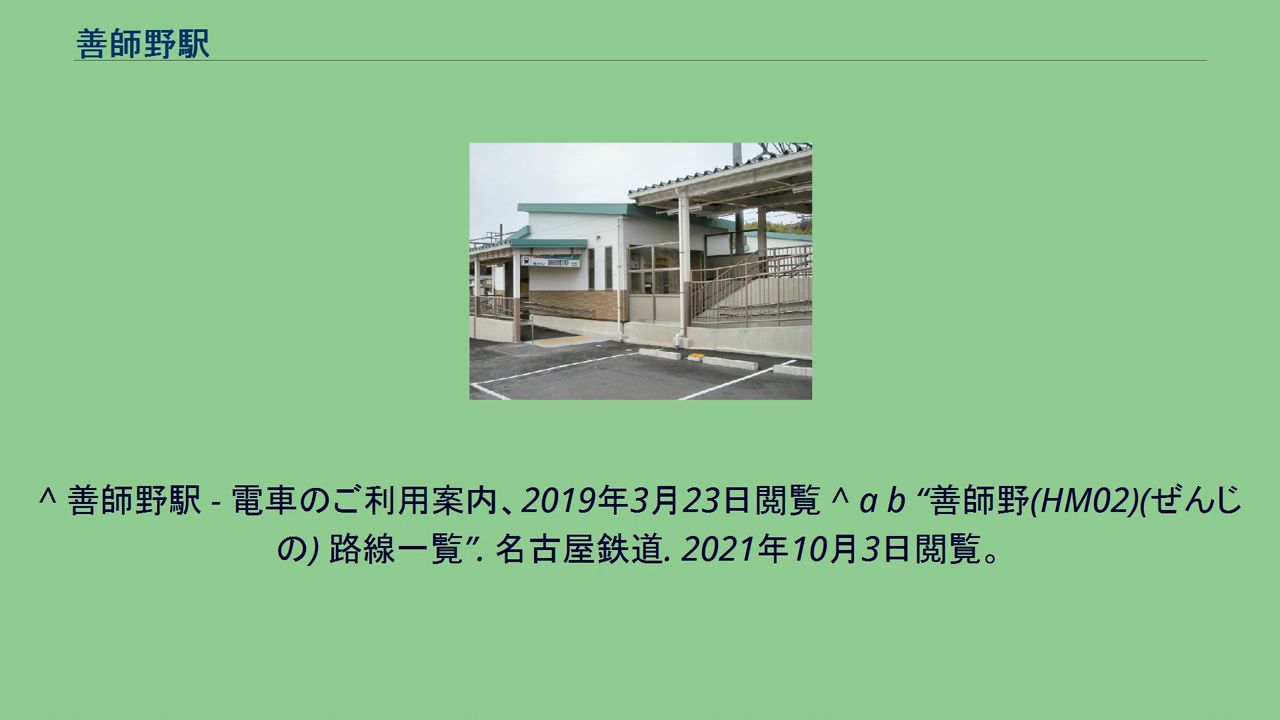 善師野駅
^ 善師野駅 - 電車のご利用案内、2019年3月23日閲覧 ^ a b “善師野(HM02)(ぜんじ
の) 路線一覧”. 名古屋鉄道. 2021年10月3日閲覧。